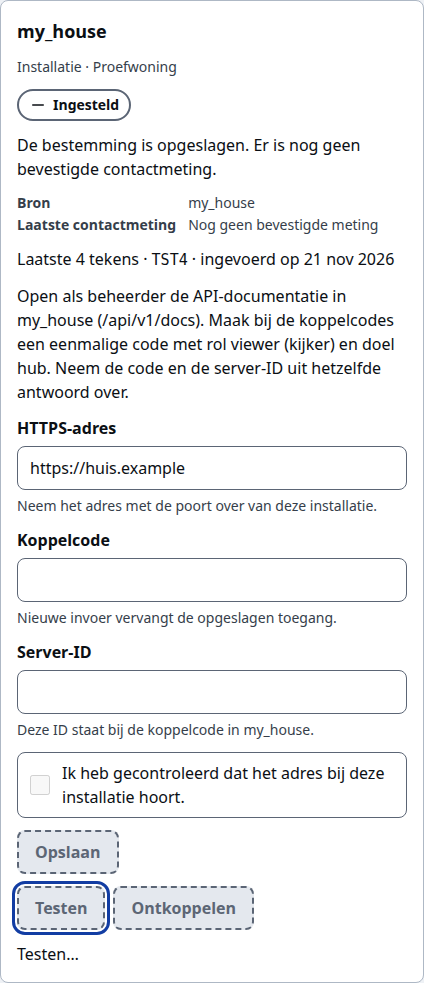 my_house
Installatie · Proefwoning
— Ingesteld
De bestemming is opgeslagen. Er is nog geen
bevestigde contactmeting.
Bron my_house
Laatste contactmeting Nog geen bevestigde meting
Laatste 4 tekens · TST4 · ingevoerd op 21 nov 2026
Open als beheerder de API-documentatie in
my_house (/api/v1/docs). Maak bij de koppelcodes
een eenmalige code met rol viewer (kijker) en doel
hub. Neem de code en de server-ID uit hetzelfde
antwoord over.
HTTPS-adres
https://huis.example
Neem het adres met de poort over van deze installatie.
Koppelcode
Nieuwe invoer vervangt de opgeslagen toegang.
Server-ID
Deze ID staat bij de koppelcode in my_house.
Ik heb gecontroleerd dat het adres bij deze
installatie hoort.
Opslaan
Testen Ontkoppelen
Testen...